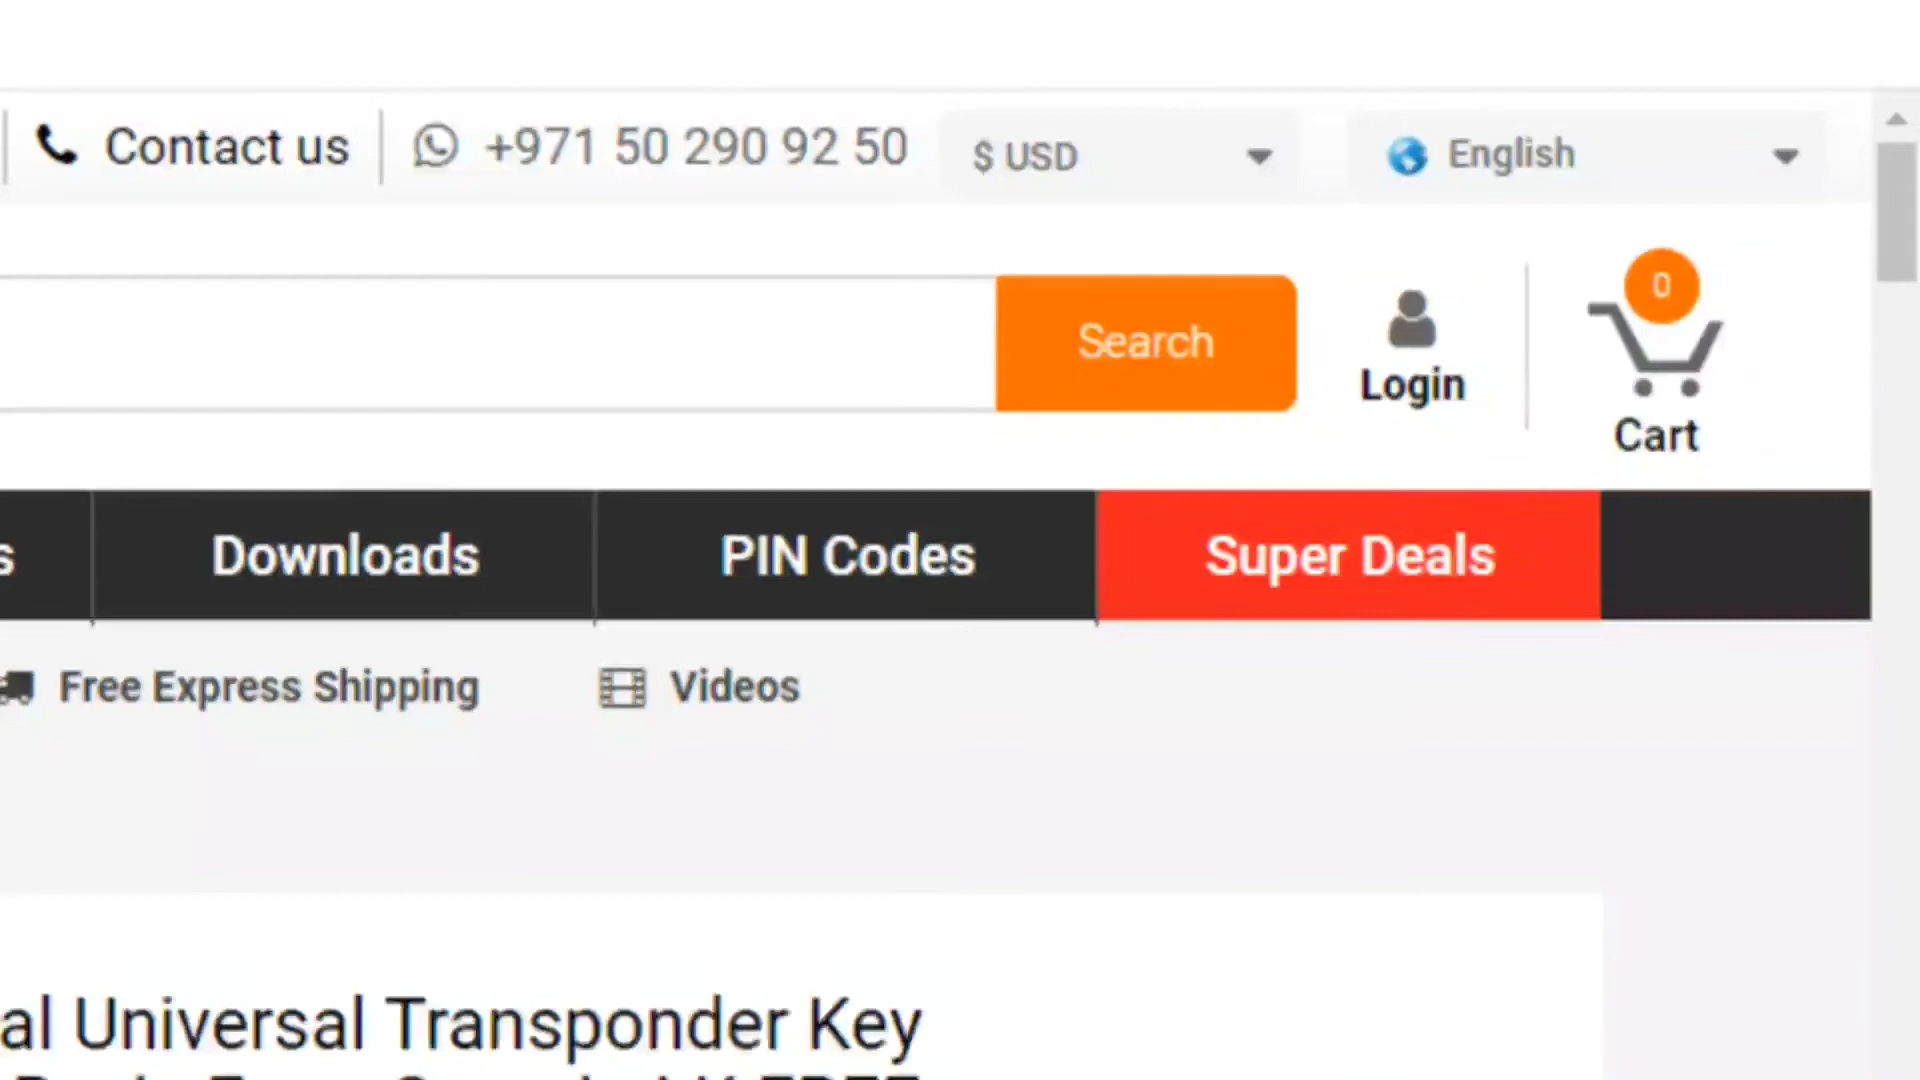 Contact us +971 50 290 92 50 $ USD English
0
Search Login
Cart
Downloads PIN Codes Super Deals
Free Express Shipping Videos
al Universal Transponder Key